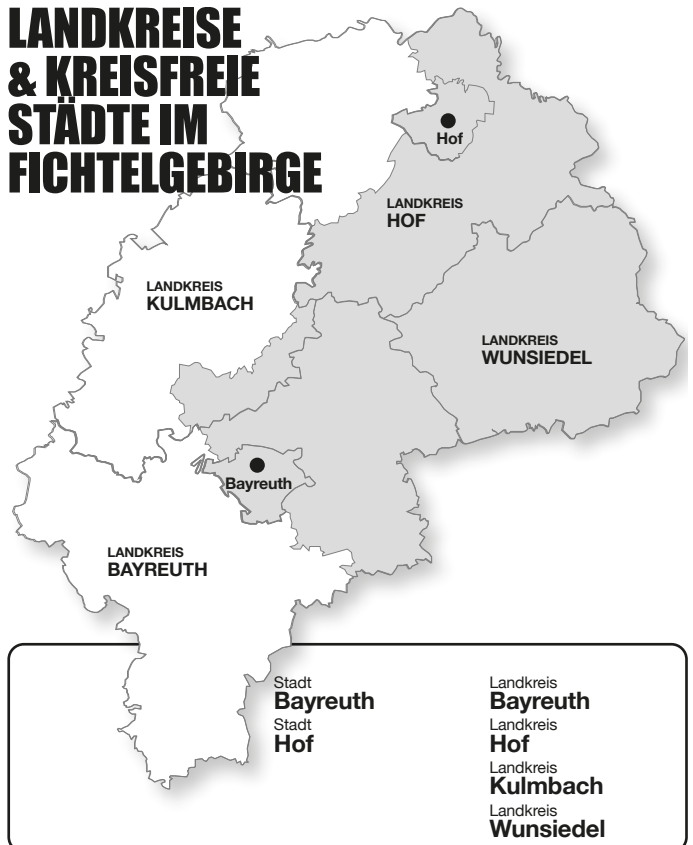 LANDKREISE
& KREISFREIE
STÄDTE IM
FICHTELGEBIRGE
Hof
LANDKREIS
HOF
LANDKREIS
KULMBACH
LANDKREIS
WUNSIEDEL
Bayreuth
LANDKREIS
BAYREUTH
Stadt
Bayreuth
Stadt
Hof
Landkreis
Bayreuth
Landkreis
Hof
Landkreis
Kulmbach
Landkreis
Wunsiedel